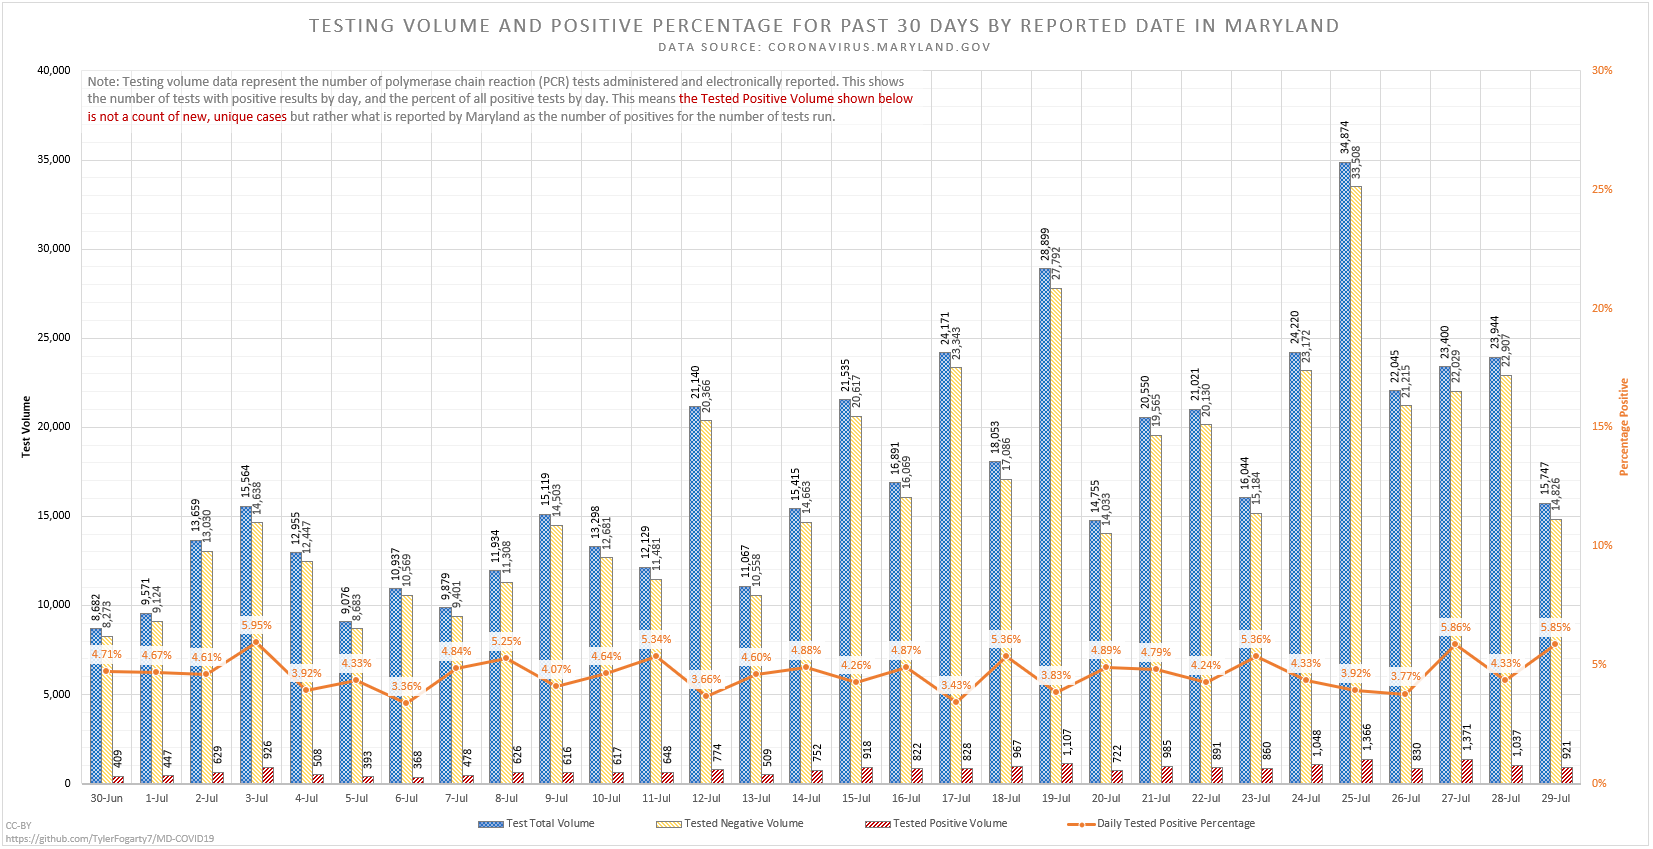 TESTING VOLUME AND POSITIVE PERCENTAGE FOR PAST 30 DAYS BY REPORTED DATE IN MARYLAND
DATA SOURCE: CORONAVIRUS.MARYLAND.GOV
Note: Testing volume data represent the number of polymerase chain reaction (PCR) tests administered and electronically reported. This shows
the number of tests with positive results by day, and the percent of all positive tests by day. This means the Tested Positive Volume shown below
is not a count of new, unique cases but rather what is reported by Maryland as the number of positives for the number of tests run.
Test Volume
40,000
35,000
30,000
25,000
20,000
15,000
10,000
5,000
0
30%
25%
20%
15%
10%
5%
0%
Percentage Positive
8,682 8,273 4.71% 409
9,571 9,124 4.67% 447
13,659 13,030 4.61% 629
15,564 14,638 5.95% 926
12,955 12,447 3.92% 508
9,076 8,683 4.33% 393
10,937 10,569 3.36% 368
9,879 9,401 4.84% 478
11,934 11,308 5.25% 626
15,119 14,503 4.07% 616
13,298 12,681 4.64% 617
12,129 11,481 5.34% 648
21,140 20,366 3.66% 774
11,067 10,558 4.60% 509
15,415 14,663 4.88% 752
21,535 20,617 4.26% 918
16,891 16,069 4.87% 822
24,171 23,343 3.43% 828
18,053 17,086 5.36% 967
28,899 27,792 3.83% 1,107
14,755 14,033 4.89% 722
20,550 19,565 4.79% 985
21,021 20,130 4.24% 891
16,044 15,184 5.36% 860
24,220 23,172 4.33% 1,048
34,874 33,508 3.92% 1,366
22,045 21,215 3.77% 830
23,400 22,029 5.86% 1,371
23,944 22,907 4.33% 1,037
15,747 14,826 5.85% 921
30-Jun 1-Jul 2-Jul 3-Jul 4-Jul 5-Jul 6-Jul 7-Jul 8-Jul 9-Jul 10-Jul 11-Jul 12-Jul 13-Jul 14-Jul 15-Jul 16-Jul 17-Jul 18-Jul 19-Jul 20-Jul 21-Jul 22-Jul 23-Jul 24-Jul 25-Jul 26-Jul 27-Jul 28-Jul 29-Jul
Test Total Volume Tested Negative Volume Tested Positive Volume Daily Tested Positive Percentage
CC-BY
https://github.com/TylerFogarty7/MD-COVID19